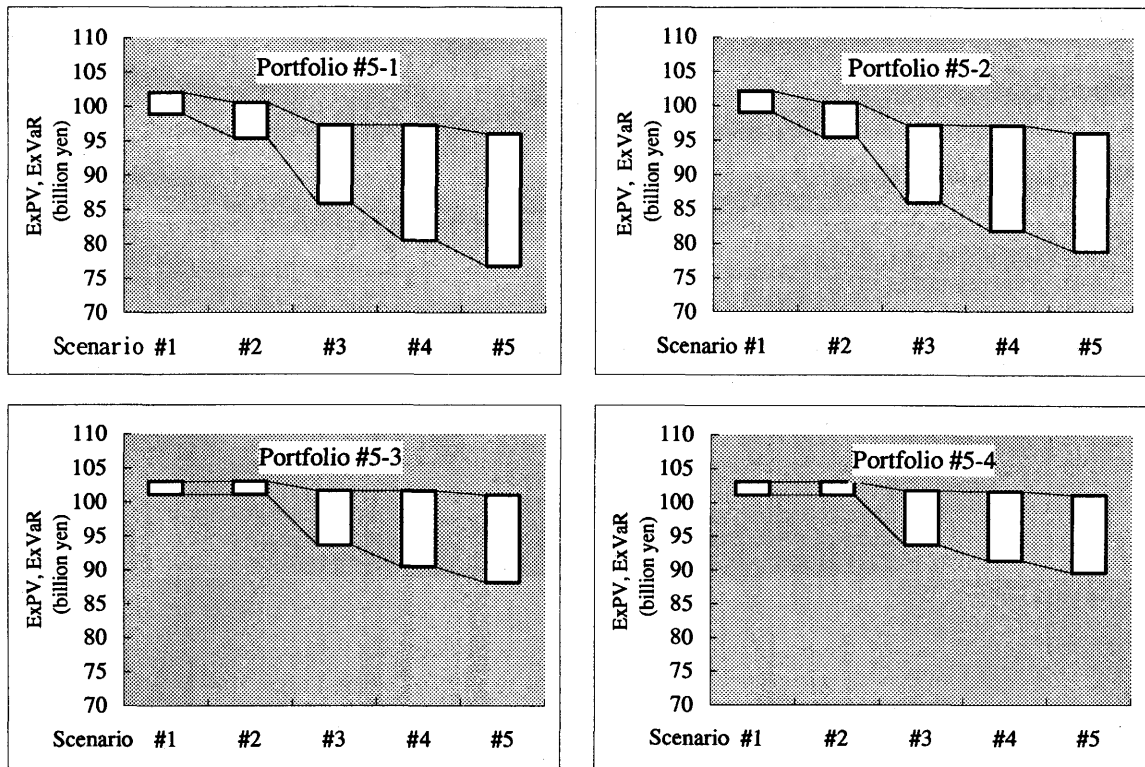 Portfolio #5-1
ExPV, ExVaR
(billion yen)
110
105
100
95
90
85
80
75
70
Scenario #1 #2 #3 #4 #5
Portfolio #5-2
ExPV, ExVaR
(billion yen)
110
105
100
95
90
85
80
75
70
Scenario #1 #2 #3 #4 #5
Portfolio #5-3
ExPV, ExVaR
(billion yen)
110
105
100
95
90
85
80
75
70
Scenario #1 #2 #3 #4 #5
Portfolio #5-4
ExPV, ExVaR
(billion yen)
110
105
100
95
90
85
80
75
70
Scenario #1 #2 #3 #4 #5